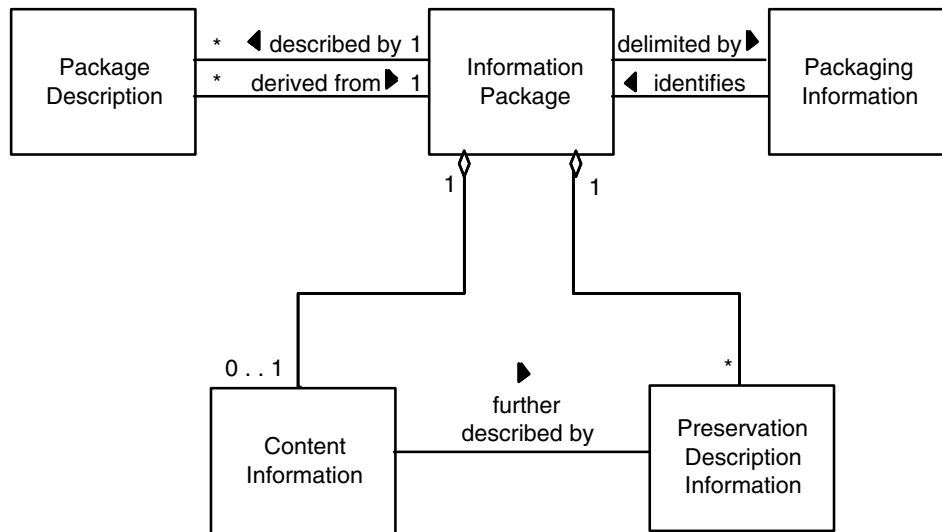 * described by 1
* derived from 1
Package
Description
Information
Package
delimited by
identifies
Packaging
Information
1
1
0 . . 1
*
further
described by
Content
Information
Preservation
Description
Information